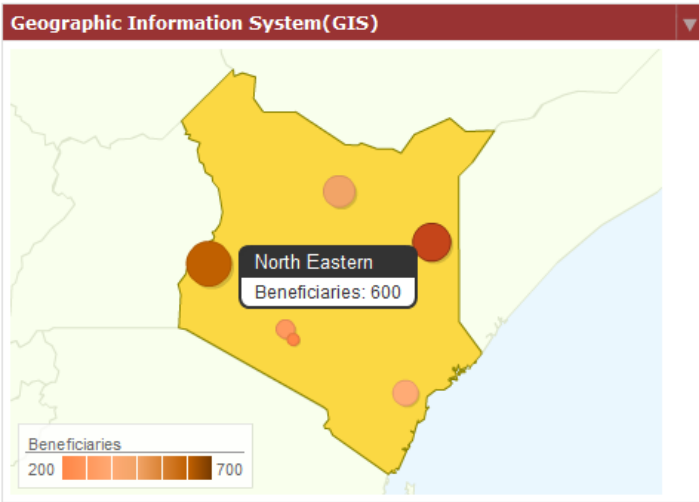 Geographic Information System(GIS)
North Eastern
Beneficiaries: 600
Beneficiaries
200 700